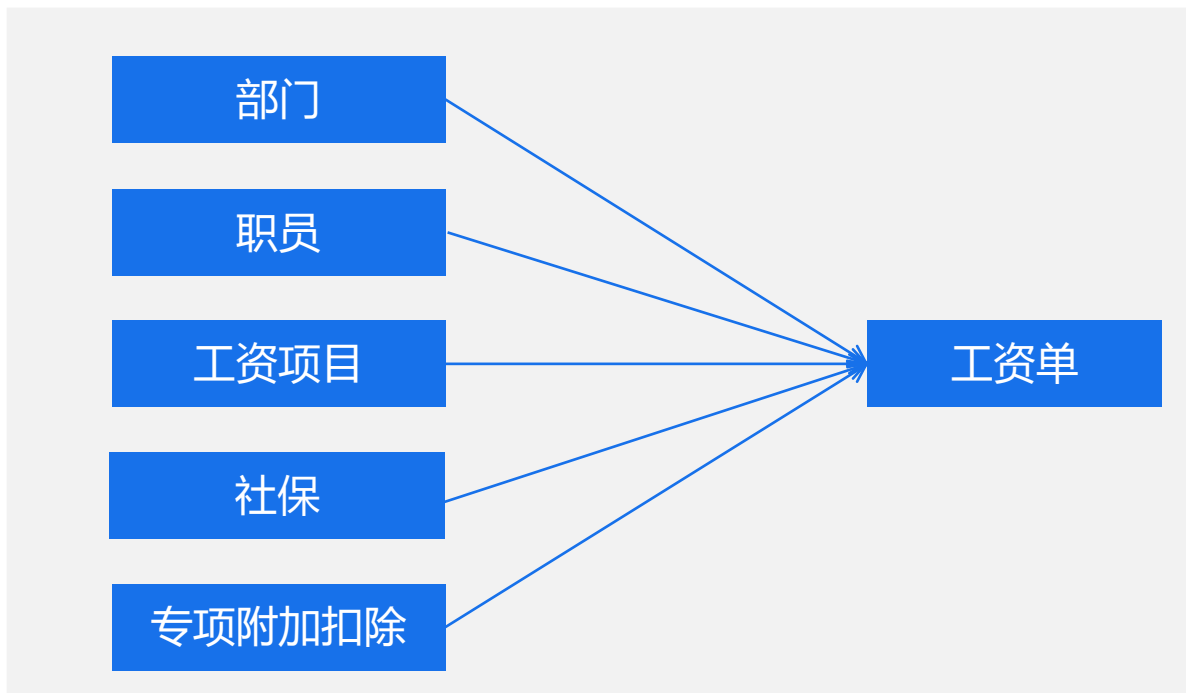 部门
职员
工资项目
工资单
社保
专项附加扣除